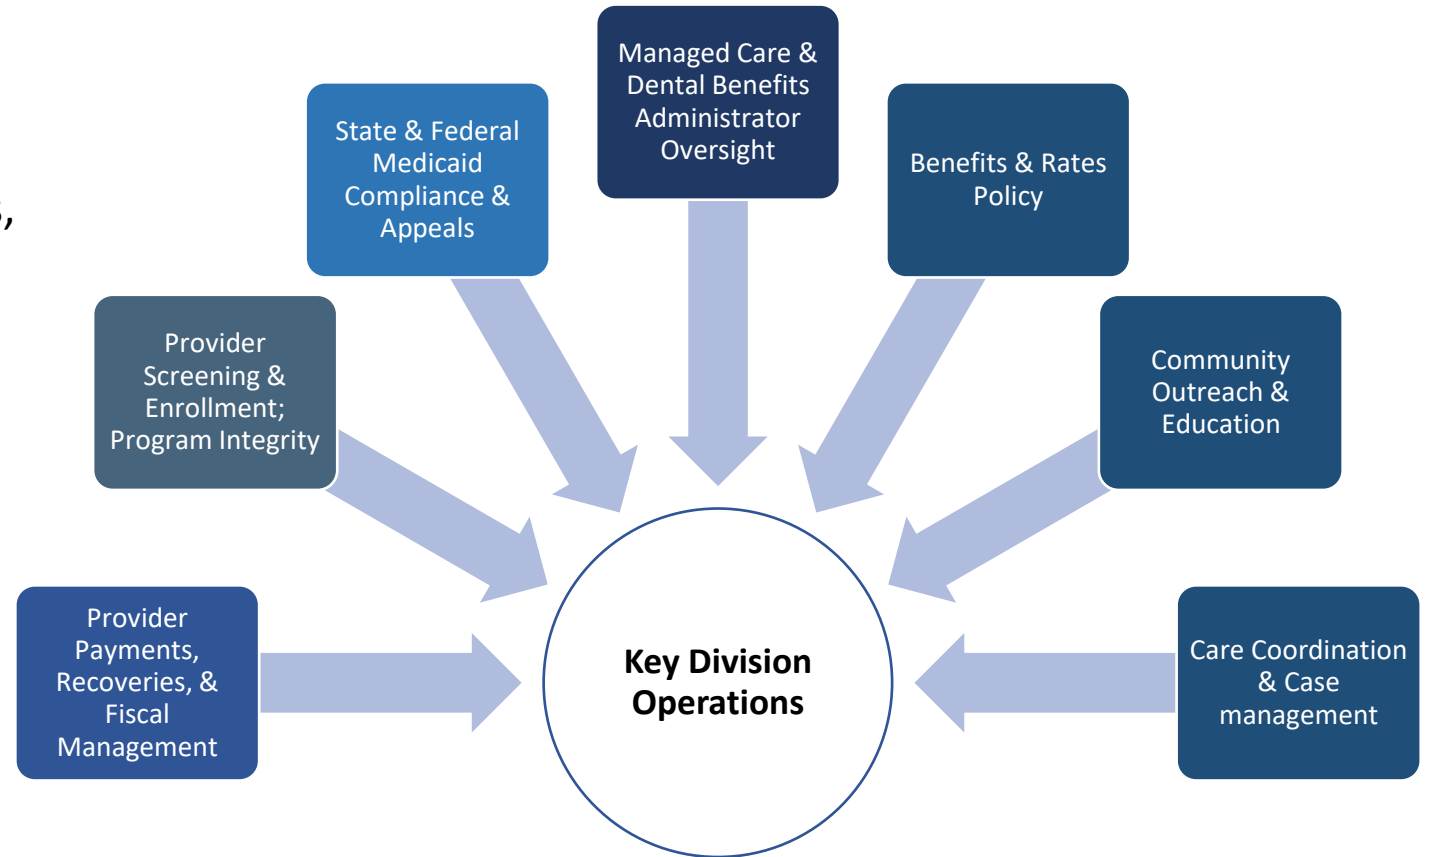 Managed Care &
Dental Benefits
Administrator
Oversight
State & Federal
Medicaid
Compliance &
Appeals
Benefits & Rates
Policy
Provider
Screening &
Enrollment;
Program Integrity
Community
Outreach &
Education
Provider
Payments,
Recoveries, &
Fiscal
Management
Key Division
Operations
Care Coordination
& Case
management